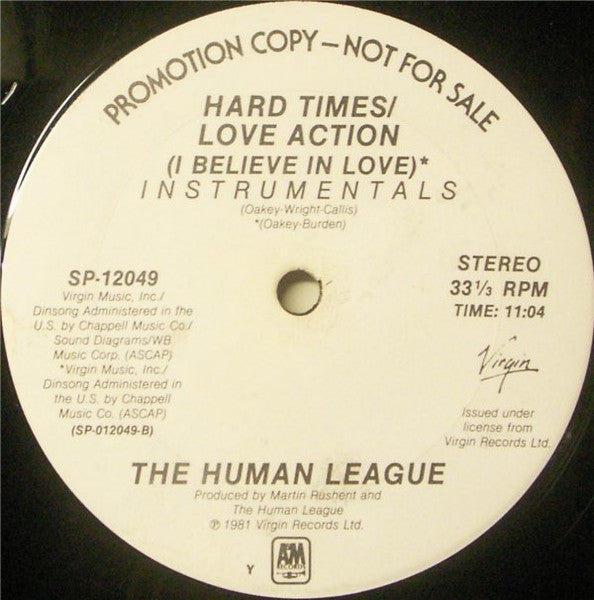 PROMOTION COPY — NOT FOR SALE
HARD TIMES/
LOVE ACTION
(I BELIEVE IN LOVE)*
INSTRUMENTALS
(Oakey-Wright-Callis)
*(Oakey-Burden)
SP-12049
Virgin Music, Inc./
Dinsong Administered in the
U.S. by Chappell Music Co./
Sound Diagrams/WB
Music Corp. (ASCAP)
*Virgin Music, Inc./
Dinsong Administered in
the U.S. by Chappell
Music Co. (ASCAP)
(SP-012049-B)
STEREO
33 1/3 RPM
TIME: 11:04
Virgin
Issued under
license from
Virgin Records Ltd.
THE HUMAN LEAGUE
Produced by Martin Rushent and
The Human League
℗ 1981 Virgin Records Ltd.
Y
A&M
RECORDS